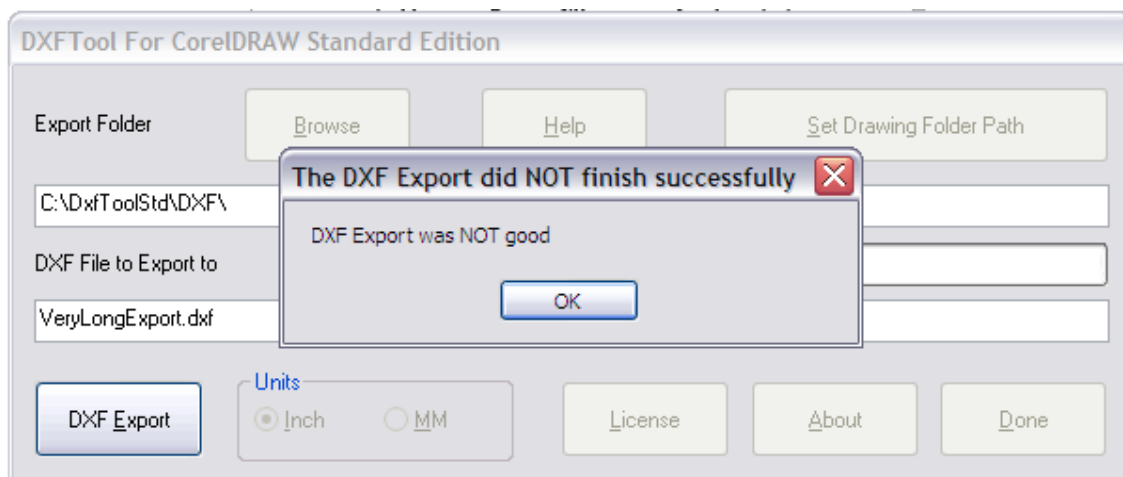 DXFTool For CorelDRAW Standard Edition
Export Folder
Browse
Help
Set Drawing Folder Path
The DXF Export did NOT finish successfully
C:\DxfToolStd\DXF\
DXF Export was NOT good
DXF File to Export to
OK
VeryLongExport.dxf
Units
DXF Export
Inch
MM
License
About
Done